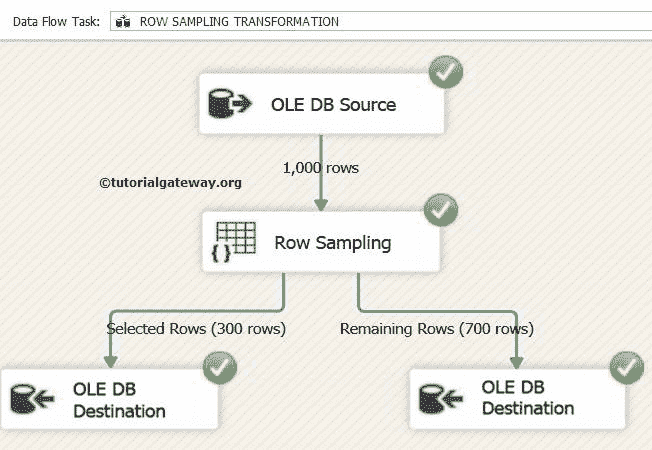 Data Flow Task: ROW SAMPLING TRANSFORMATION
OLE DB Source
1,000 rows
©tutorialgateway.org
Row Sampling
Selected Rows (300 rows)
Remaining Rows (700 rows)
OLE DB
Destination
OLE DB
Destination